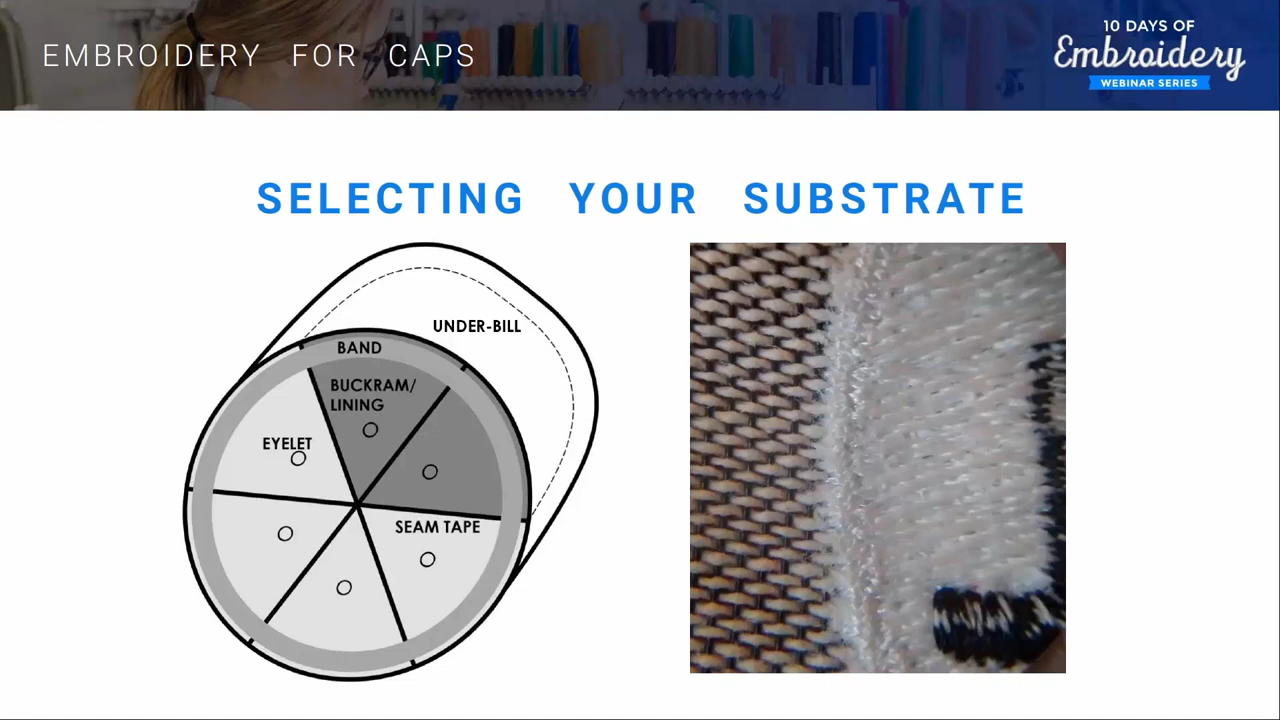 EMBROIDERY FOR CAPS
10 DAYS OF
Embroidery
WEBINAR SERIES
SELECTING YOUR SUBSTRATE
UNDER-BILL
BAND
BUCKRAM/
LINING
EYELET
SEAM TAPE